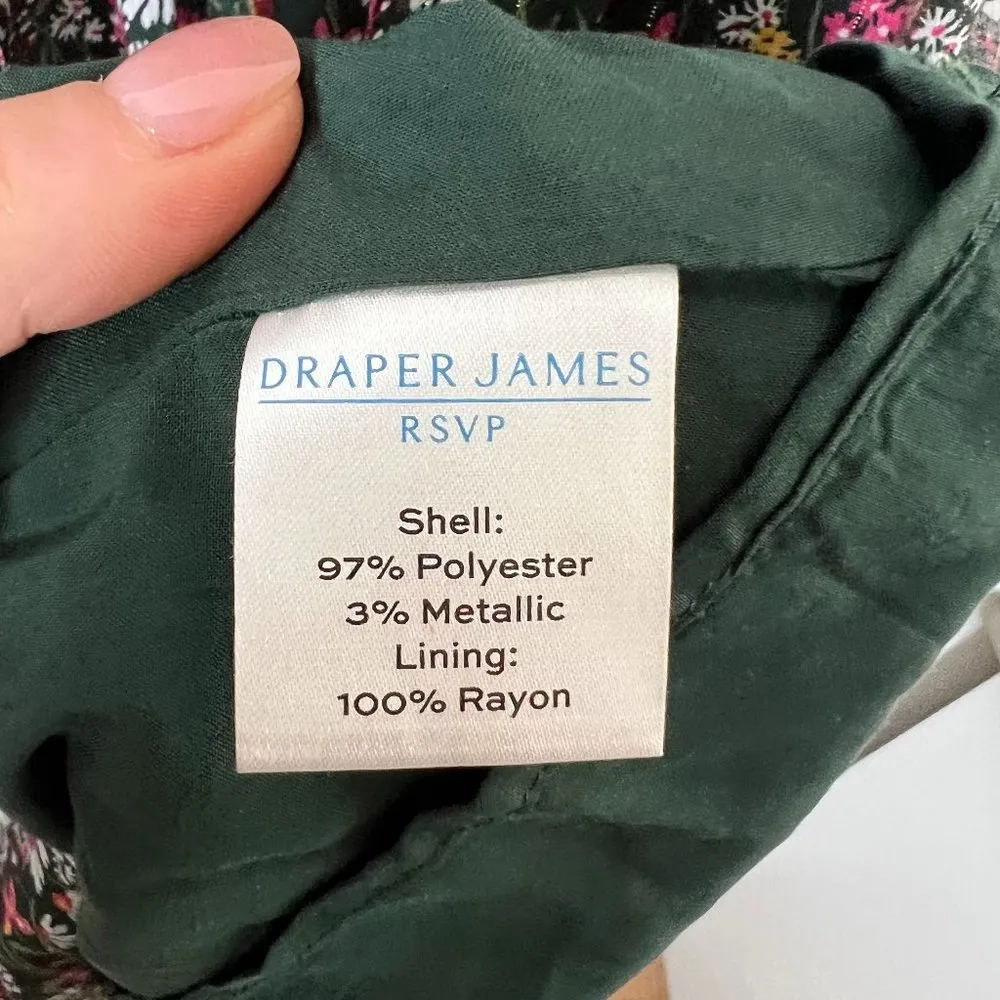 DRAPER JAMES
RSVP
Shell:
97% Polyester
3% Metallic
Lining:
100% Rayon